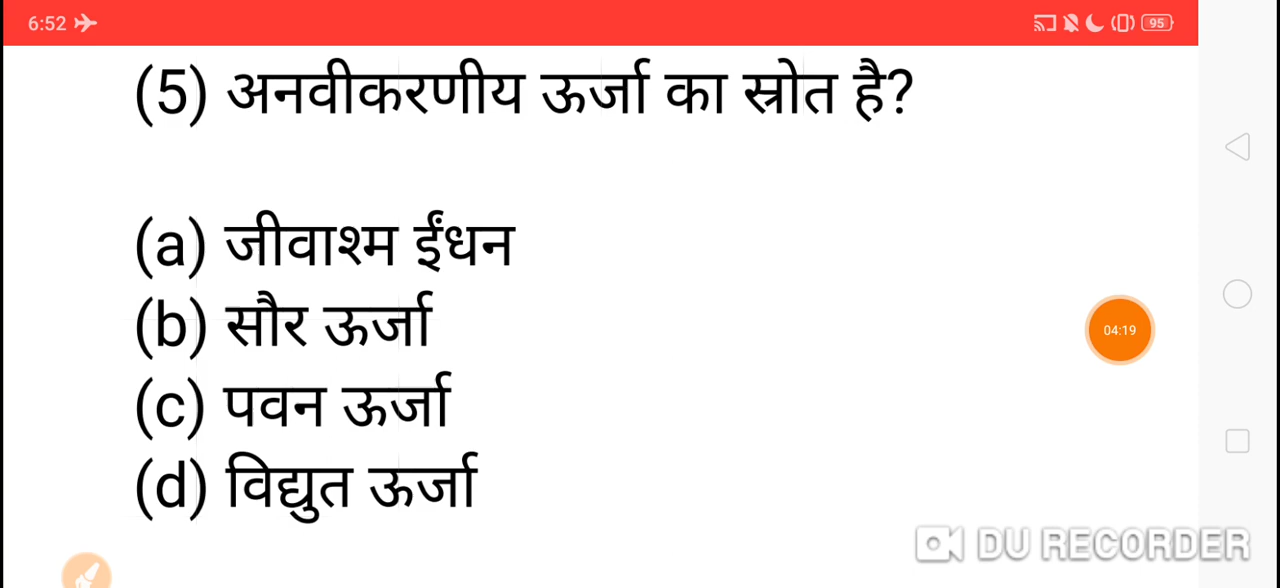 6:52
95
(5) अनवीकरणीय ऊर्जा का स्रोत है?
(a) जीवाश्म ईंधन
(b) सौर ऊर्जा
(c) पवन ऊर्जा
04:19
(d) विद्युत ऊर्जा
DU RECORDER